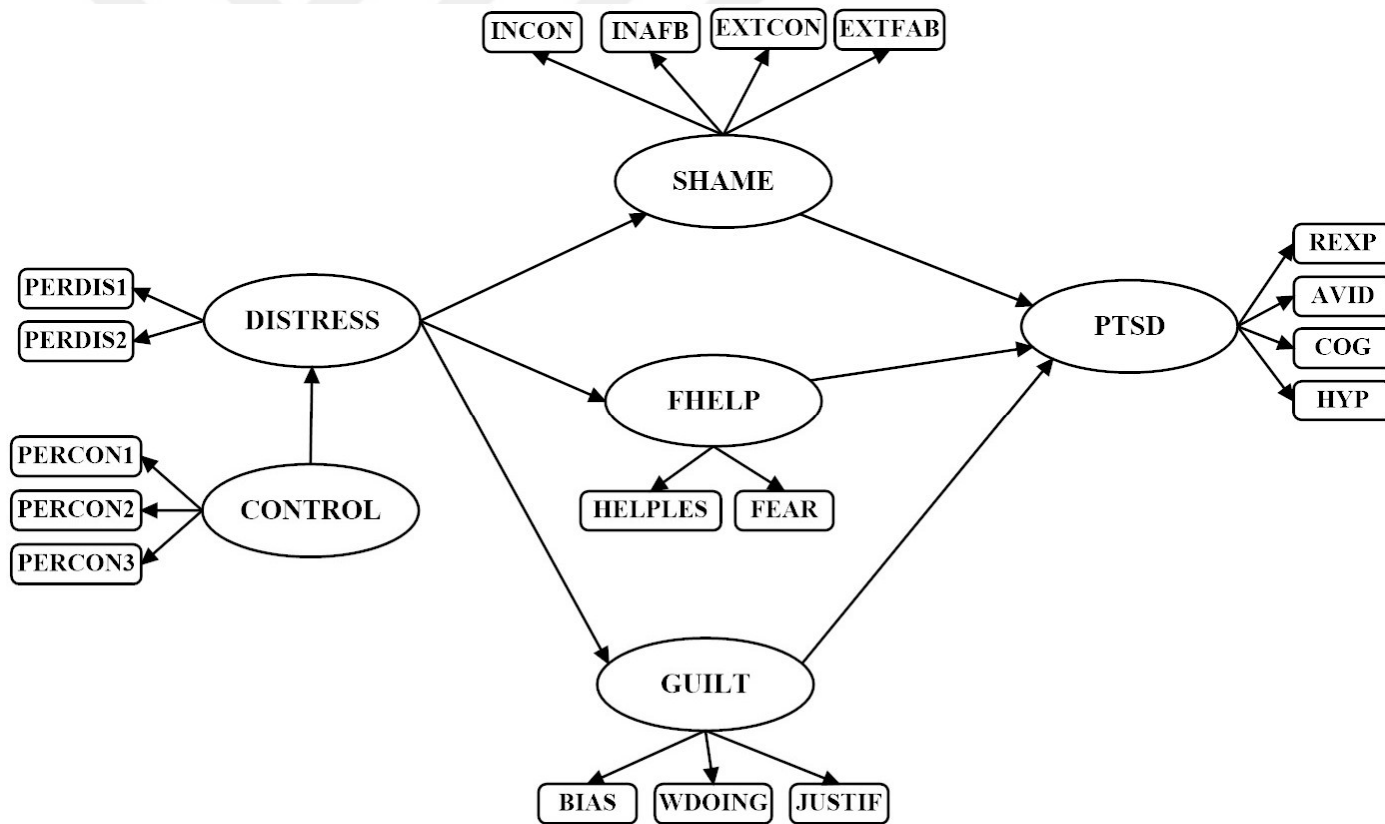 INCON
INAFB
EXTCON
EXTFAB
SHAME
REXP
PERDIS1
DISTRESS
AVID
PTSD
PERDIS2
COG
FHELP
HYP
PERCON1
PERCON2
CONTROL
HELPLES
FEAR
PERCON3
GUILT
BIAS
WDOING
JUSTIF